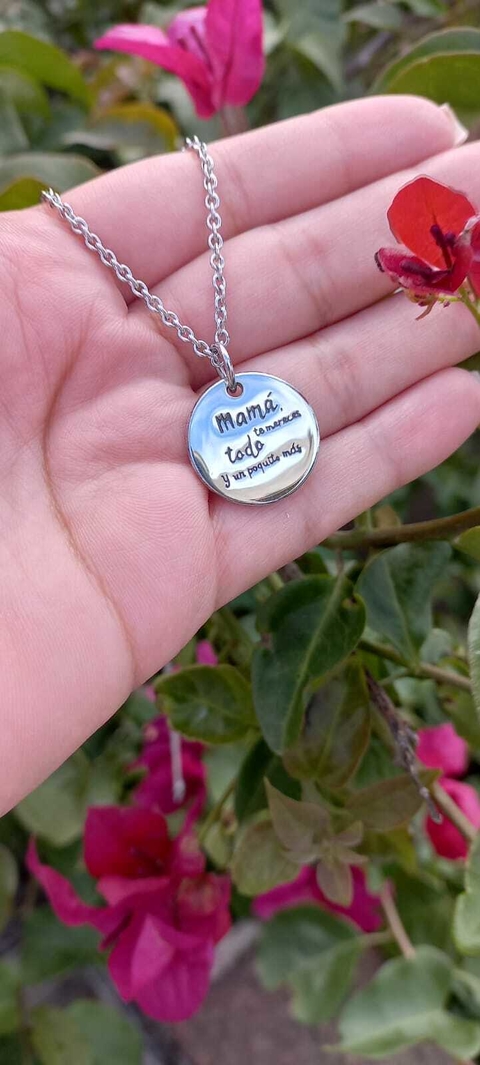 Mamá,
te mereces
todo
y un poquito más